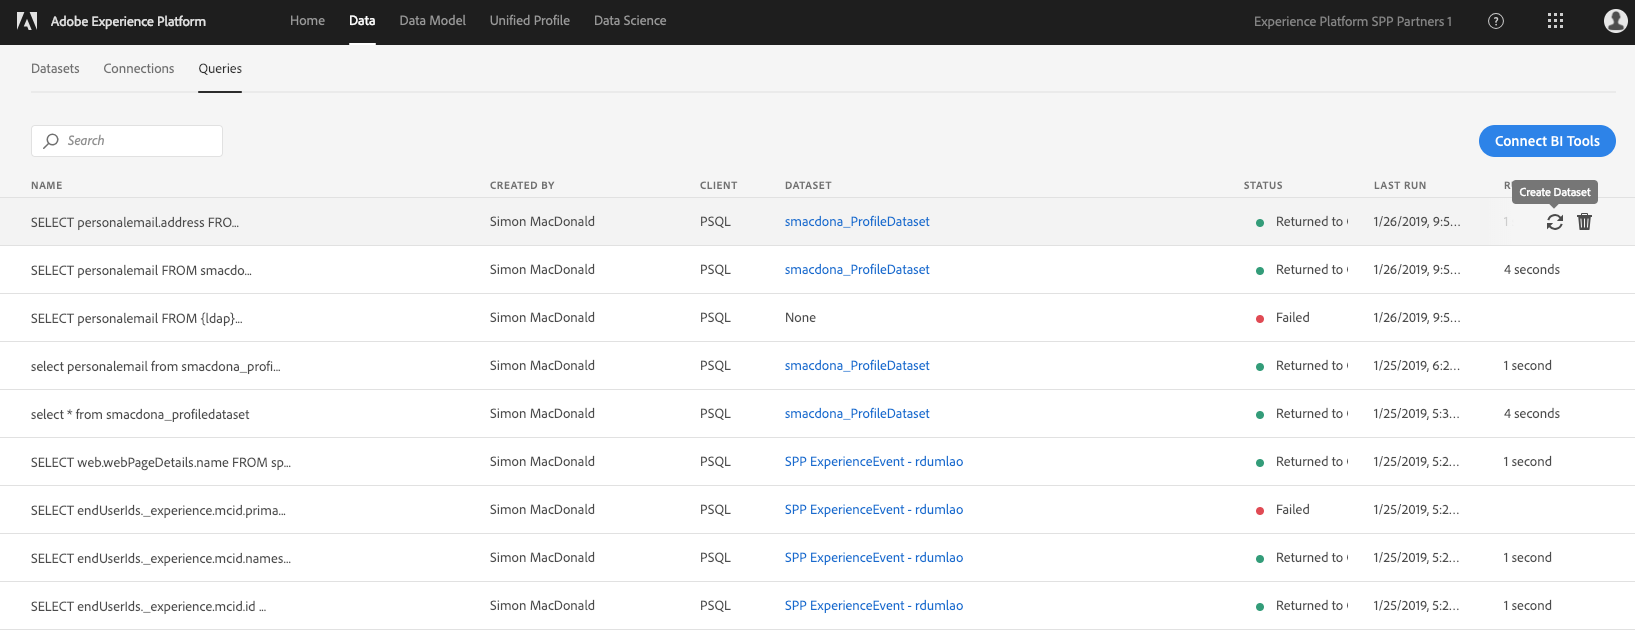 Adobe Experience Platform Home Data Data Model Unified Profile Data Science Experience Platform SPP Partners 1
Datasets Connections Queries
Search Connect BI Tools
NAME CREATED BY CLIENT DATASET STATUS LAST RUN
Create Dataset
SELECT personalemail.address FRO... Simon MacDonald PSQL smacdona_ProfileDataset Returned to 1/26/2019, 9:5... 1
SELECT personalemail FROM smacdo... Simon MacDonald PSQL smacdona_ProfileDataset Returned to 1/26/2019, 9:5... 4 seconds
SELECT personalemail FROM {ldap}... Simon MacDonald PSQL None Failed 1/26/2019, 9:5...
select personalemail from smacdona_profi... Simon MacDonald PSQL smacdona_ProfileDataset Returned to 1/25/2019, 6:2... 1 second
select * from smacdona_profiledataset Simon MacDonald PSQL smacdona_ProfileDataset Returned to 1/25/2019, 5:3... 4 seconds
SELECT web.webPageDetails.name FROM sp... Simon MacDonald PSQL SPP ExperienceEvent - rdumlao Returned to 1/25/2019, 5:2... 1 second
SELECT endUserIds._experience.mcid.prima... Simon MacDonald PSQL SPP ExperienceEvent - rdumlao Failed 1/25/2019, 5:2...
SELECT endUserIds._experience.mcid.names... Simon MacDonald PSQL SPP ExperienceEvent - rdumlao Returned to 1/25/2019, 5:2... 1 second
SELECT endUserIds._experience.mcid.id ... Simon MacDonald PSQL SPP ExperienceEvent - rdumlao Returned to 1/25/2019, 5:2... 1 second